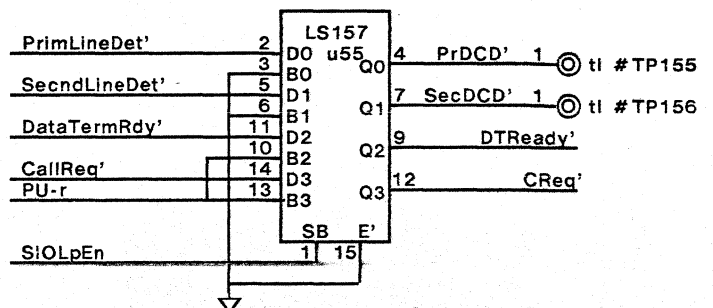 LS157
u55
PrimLineDet' 2 D0 Q0 4 PrDCD' 1 tl #TP155
3 B0
SecndLineDet' 5 D1 Q1 7 SecDCD' 1 tl #TP156
6 B1
DataTermRdy' 11 D2 Q2 9 DTReady'
10 B2
CallReq' 14 D3 Q3 12 CReq'
PU-r 13 B3
SB E'
SIOLpEn 1 15